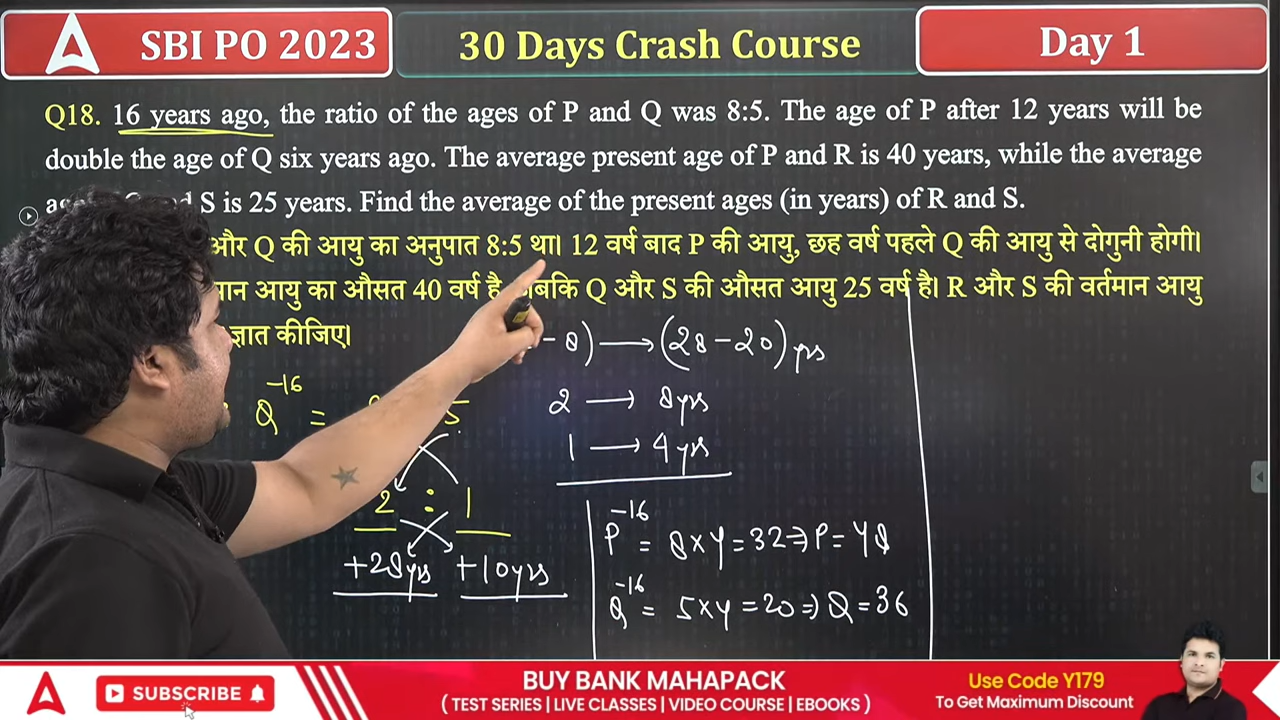 SBI PO 2023
30 Days Crash Course
Day 1
Q18. 16 years ago, the ratio of the ages of P and Q was 8:5. The age of P after 12 years will be
double the age of Q six years ago. The average present age of P and R is 40 years, while the average
S is 25 years. Find the average of the present ages (in years) of R and S.
और Q की आयु का अनुपात 8:5 था। 12 वर्ष बाद P की आयु, छह वर्ष पहले Q की आयु से दोगुनी होगी।
आयु का औसत 40 वर्ष Q और S की औसत आयु 25 वर्ष है। R और S की वर्तमान आयु
ज्ञात कीजिए।
- 8) → (28-20) yrs
2 → 8yrs
1 → 4 yrs
Q-16 = 5
2 : 1
+28yrs +10yrs
P-16 = 8×4=32⇒P=48
Q-16 = 5×4=20⇒Q=36
SUBSCRIBE
BUY BANK MAHAPACK
( TEST SERIES | LIVE CLASSES | VIDEO COURSE | EBOOKS )
Use Code Y179
To Get Maximum Discount